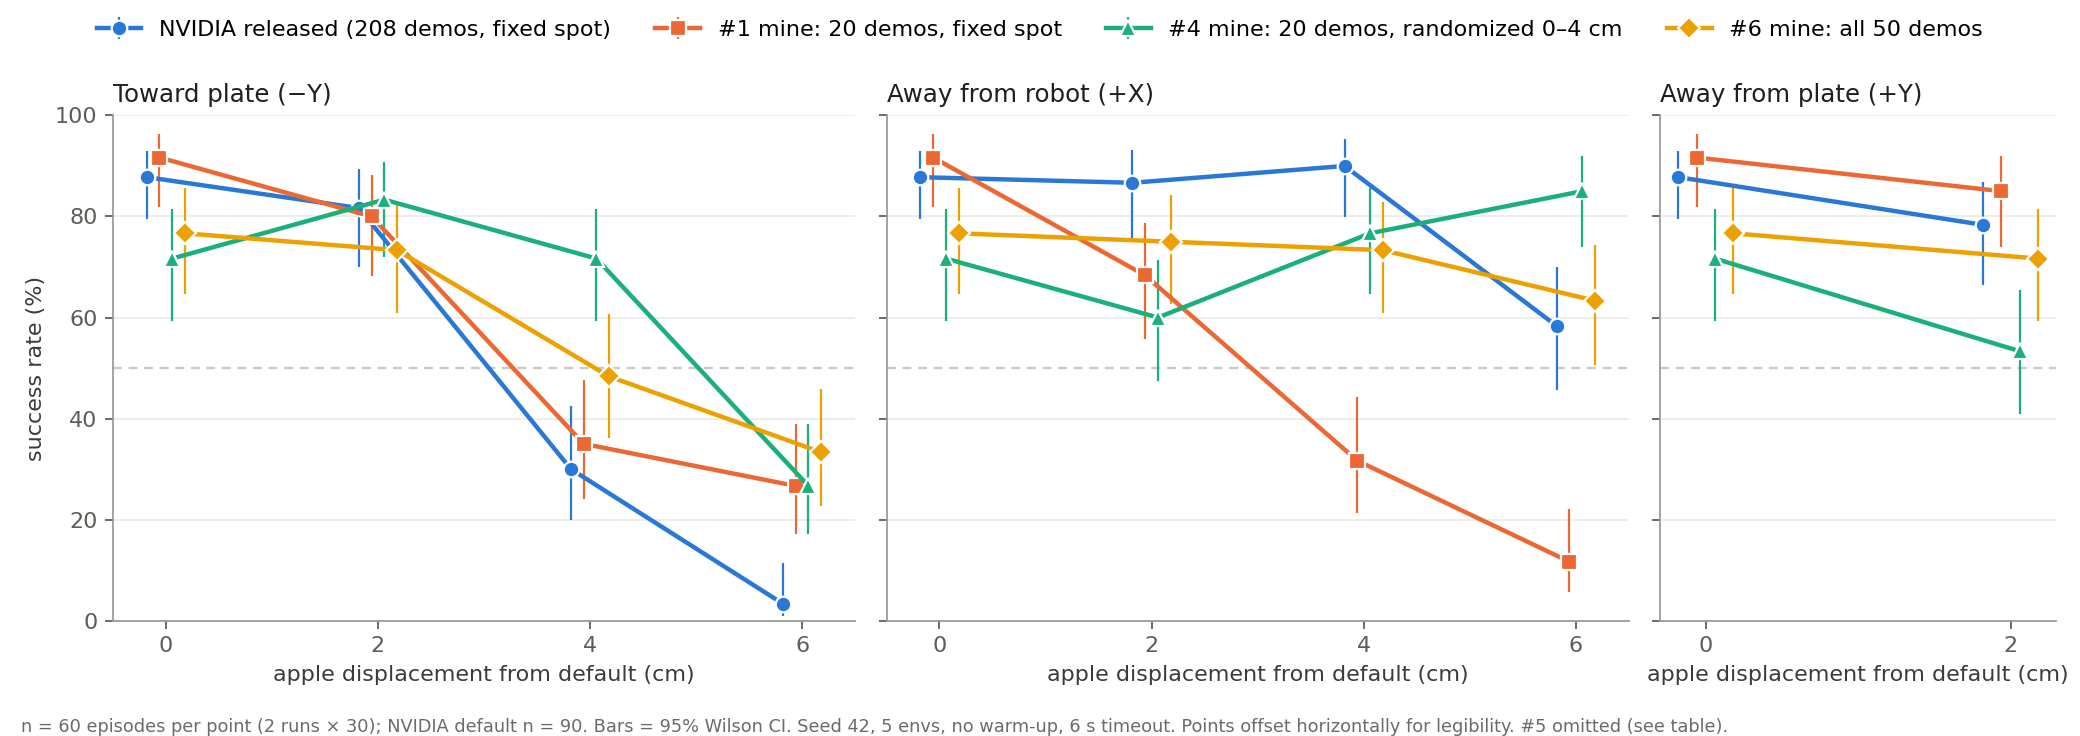 NVIDIA released (208 demos, fixed spot) #1 mine: 20 demos, fixed spot #4 mine: 20 demos, randomized 0–4 cm #6 mine: all 50 demos
Toward plate (−Y)
Away from robot (+X)
Away from plate (+Y)
success rate (%)
100
80
60
40
20
0
0 2 4 6
0 2 4 6
0 2
apple displacement from default (cm)
apple displacement from default (cm)
apple displacement from default (cm)
n = 60 episodes per point (2 runs × 30); NVIDIA default n = 90. Bars = 95% Wilson CI. Seed 42, 5 envs, no warm-up, 6 s timeout. Points offset horizontally for legibility. #5 omitted (see table).